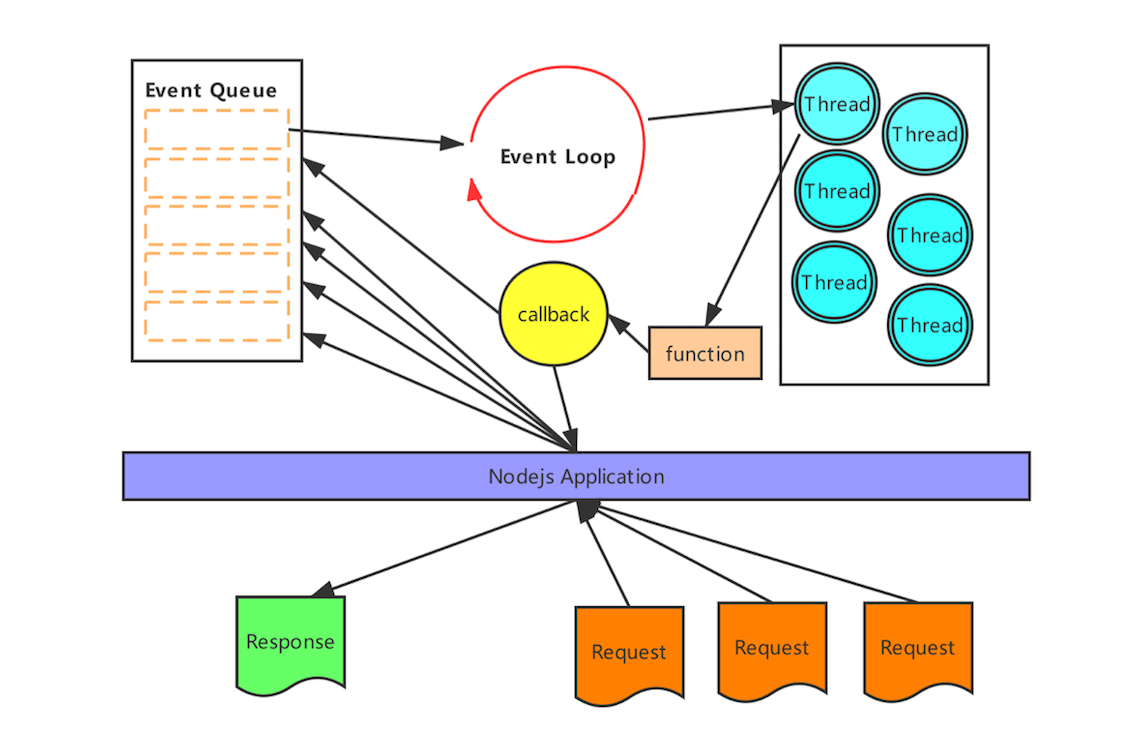 Event Queue
Event Loop
Thread
Thread
Thread
Thread
Thread
Thread
callback
function
Nodejs Application
Response
Request
Request
Request